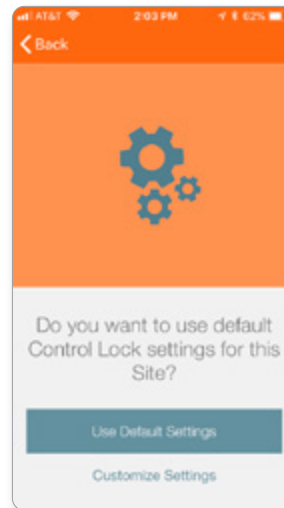 AT&T 2:03 PM 62%
Back
Do you want to use default
Control Lock settings for this
Site?
Use Default Settings
Customize Settings